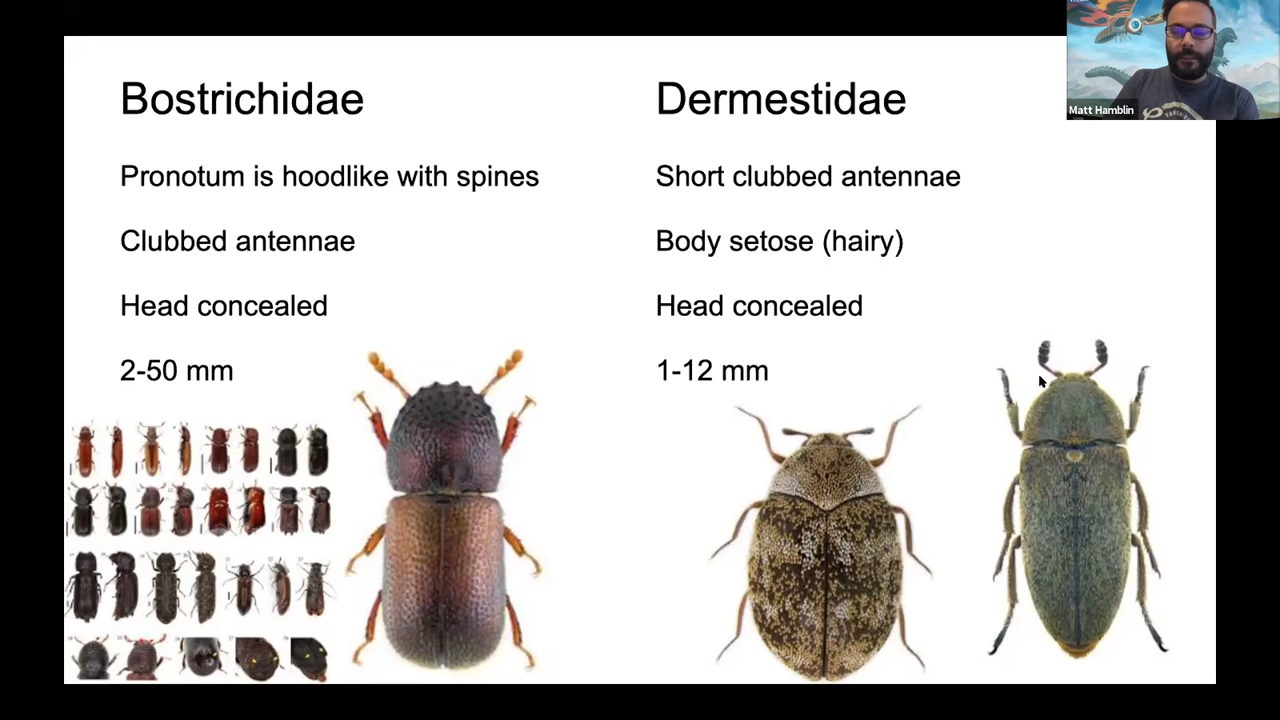 Bostrichidae
Pronotum is hoodlike with spines
Clubbed antennae
Head concealed
2-50 mm
Dermestidae
Short clubbed antennae
Body setose (hairy)
Head concealed
1-12 mm
Matt Hamblin